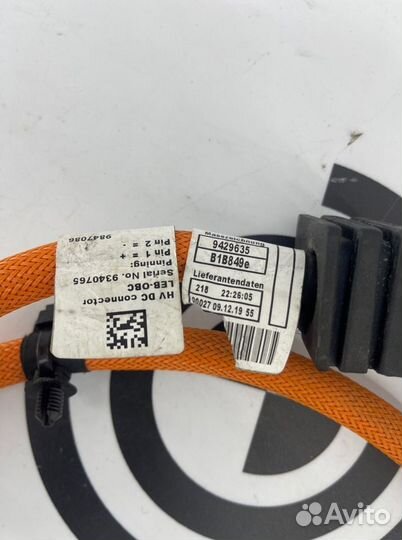 HV DC connector
LEB-OBC
Serial No. 9340765
Pinning:
Pin 1 = +
Pin 2 = -
9847086
9429635
B1B849e
Lieferantendaten
218 22:26:05
09.12.19 55
Avito